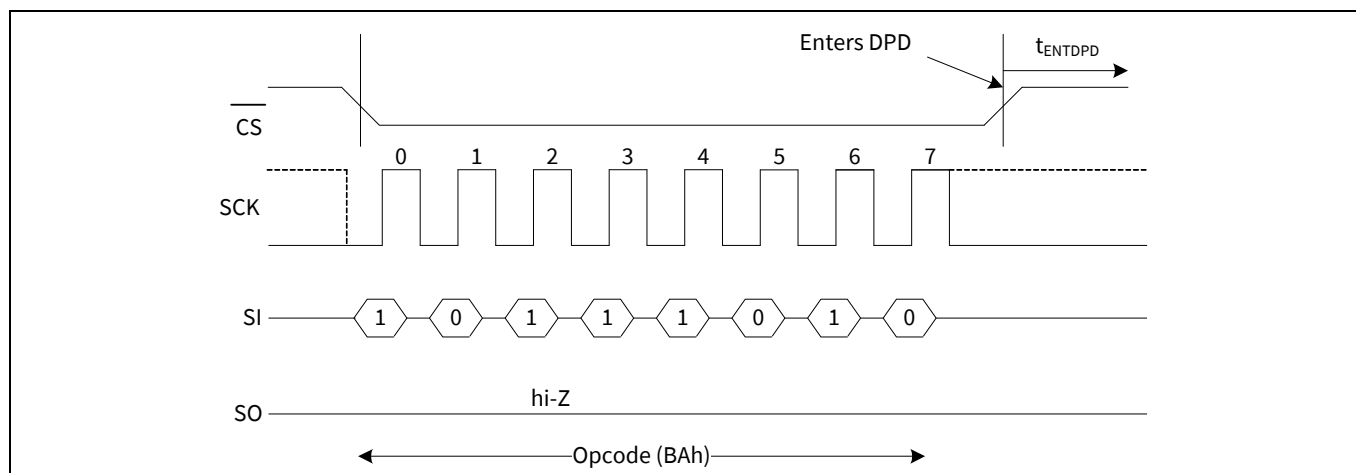 Enters DPD
tENTDPD
CS
0 1 2 3 4 5 6 7
SCK
SI
1 0 1 1 1 0 1 0
hi-Z
SO
Opcode (BAh)